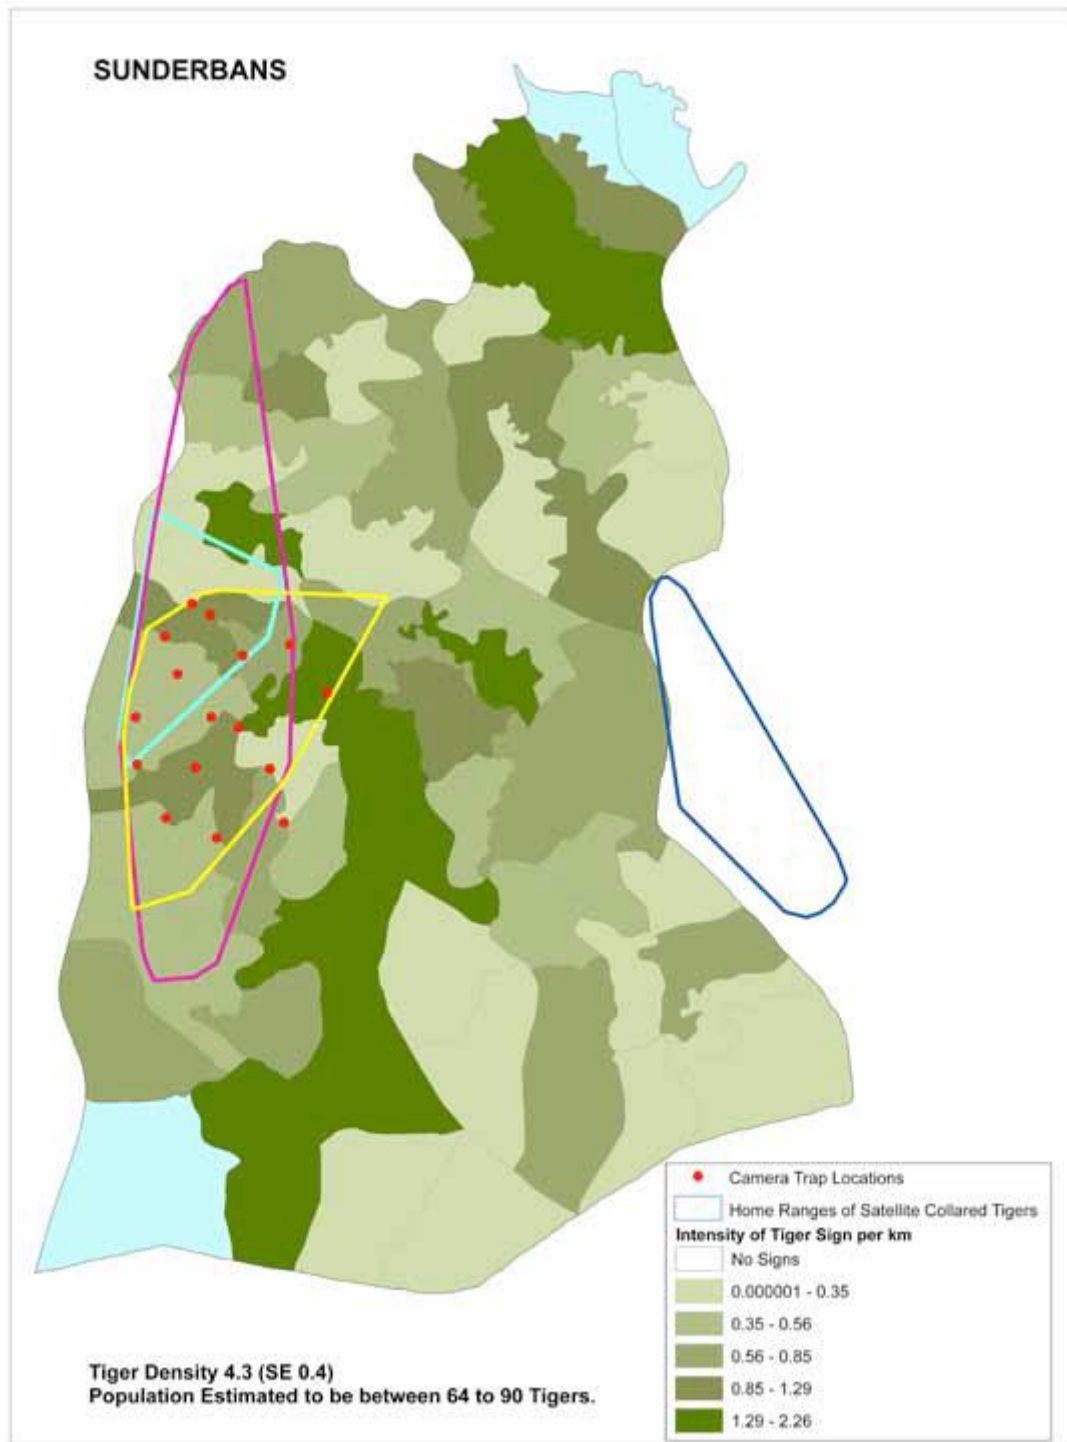 SUNDERBANS
Camera Trap Locations
Home Ranges of Satellite Collared Tigers
Intensity of Tiger Sign per km
No Signs
0.000001 - 0.35
0.35 - 0.56
0.56 - 0.85
0.85 - 1.29
1.29 - 2.26
Tiger Density 4.3 (SE 0.4)
Population Estimated to be between 64 to 90 Tigers.